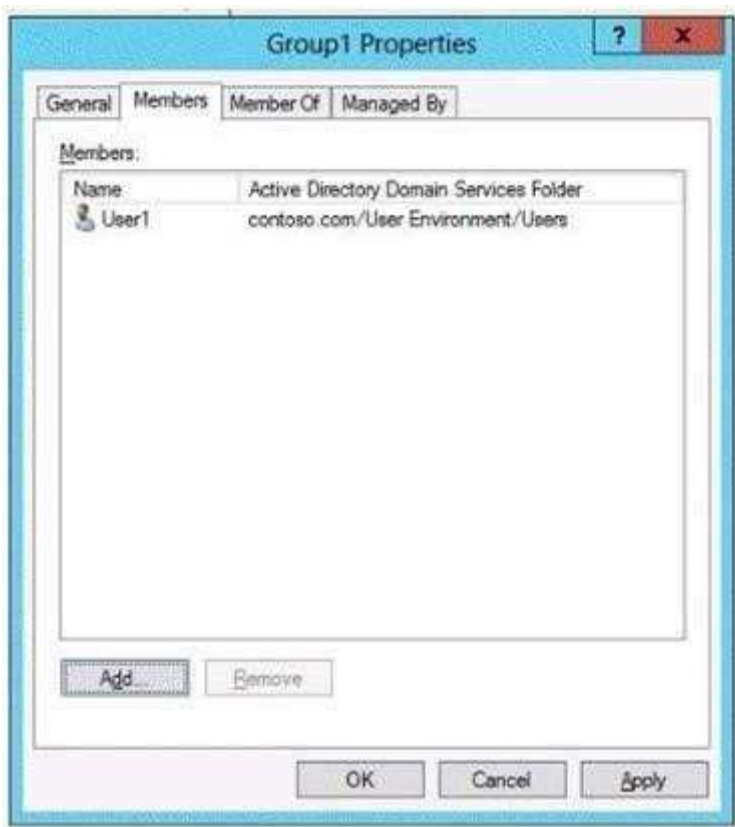 Group1 Properties
?
x
General Members Member Of Managed By
Members:
Name Active Directory Domain Services Folder
User1 contoso.com/User Environment/Users
Add... Remove
OK Cancel Apply